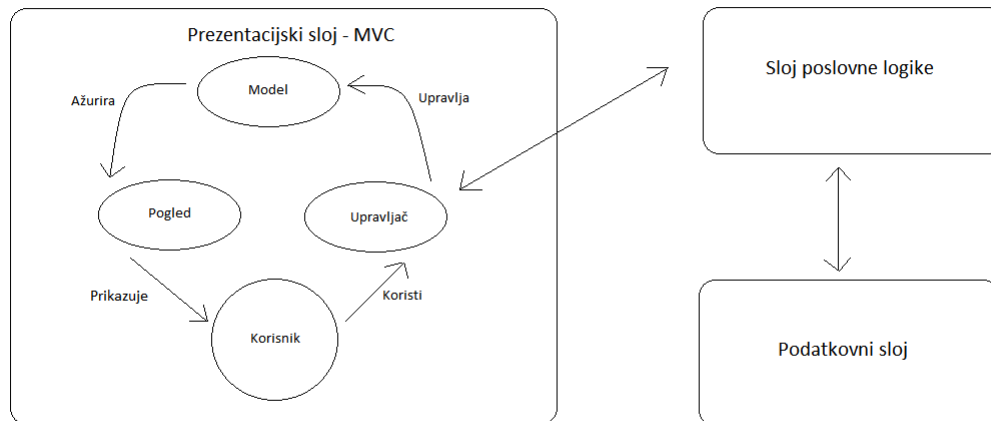 Prezentacijski sloj - MVC
Model
Ažurira
Upravlja
Pogled
Upravljač
Prikazuje
Koristi
Korisnik
Sloj poslovne logike
Podatkovni sloj